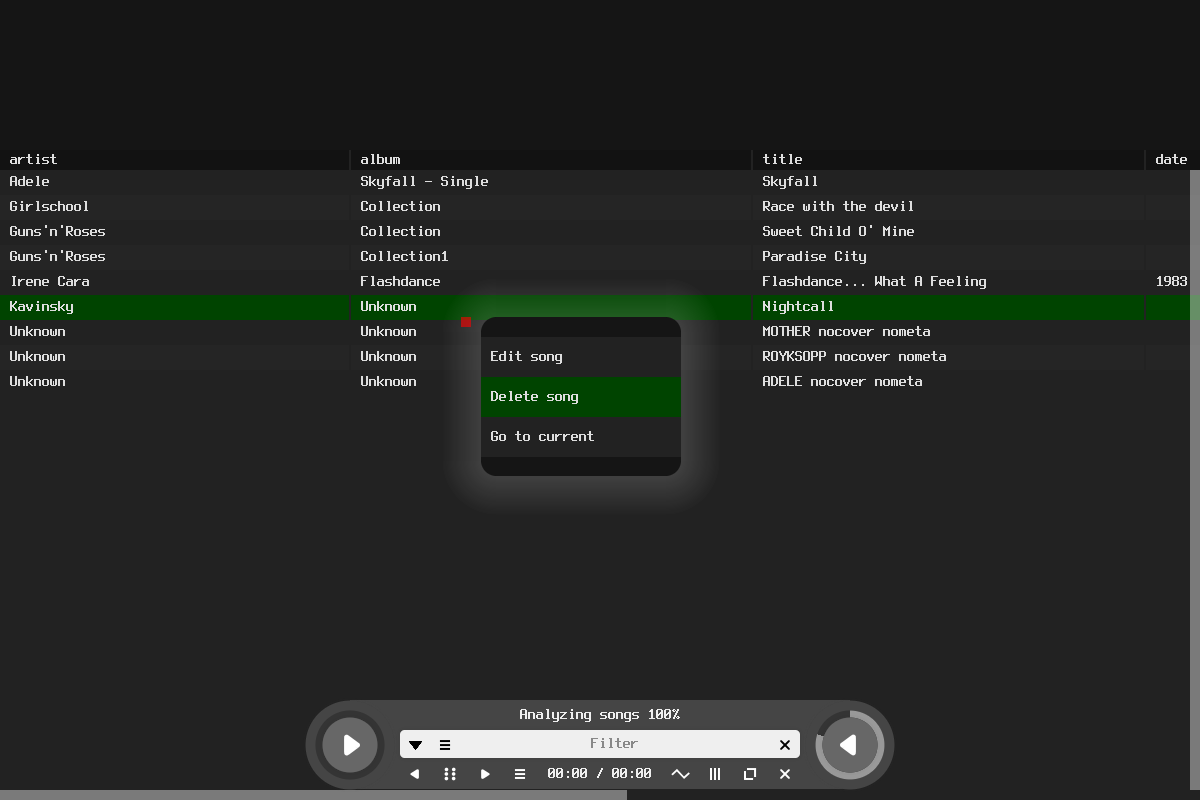 artist album title date
Adele Skyfall – Single Skyfall
Girlschool Collection Race with the devil
Guns'n'Roses Collection Sweet Child O' Mine
Guns'n'Roses Collection1 Paradise City
Irene Cara Flashdance Flashdance... What A Feeling 1983
Kavinsky Unknown Nightcall
Unknown Unknown MOTHER nocover nometa
Unknown Unknown ROYKSOPP nocover nometa
Unknown Unknown ADELE nocover nometa
Edit song
Delete song
Go to current
Analyzing songs 100%
Filter
00:00 / 00:00